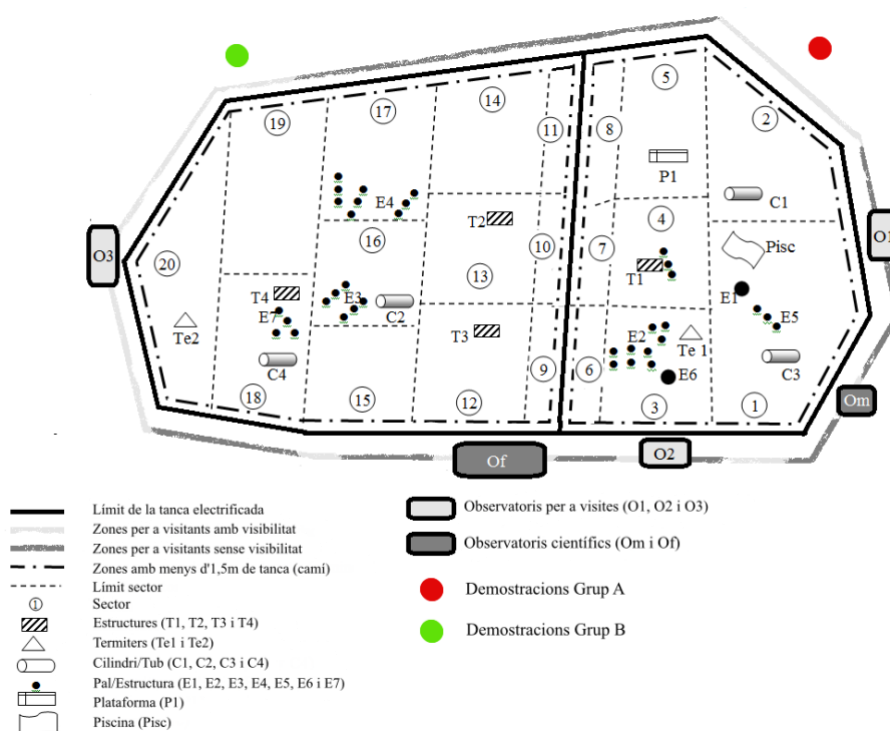 5
14
17
2
19
11
8
P1
C1
E4
T2
4
16
O1
10
7
Pisc
O3
20
T1
13
T4
E3
E1
E7
C2
E5
T3
E2
Te 1
Te2
C4
9
6
E6
C3
Om
18
15
12
3
1
Of
O2
Límit de la tanca electrificada
Zones per a visitants amb visibilitat
Zones per a visitants sense visibilitat
Zones amb menys d'1,5m de tanca (camí)
Límit sector
1
Sector
Estructures (T1, T2, T3 i T4)
Termiters (Te1 i Te2)
Cilindri/Tub (C1, C2, C3 i C4)
Pal/Estructura (E1, E2, E3, E4, E5, E6 i E7)
Plataforma (P1)
Piscina (Pisc)
Observatoris per a visites (O1, O2 i O3)
Observatoris científics (Om i Of)
Demostracions Grup A
Demostracions Grup B